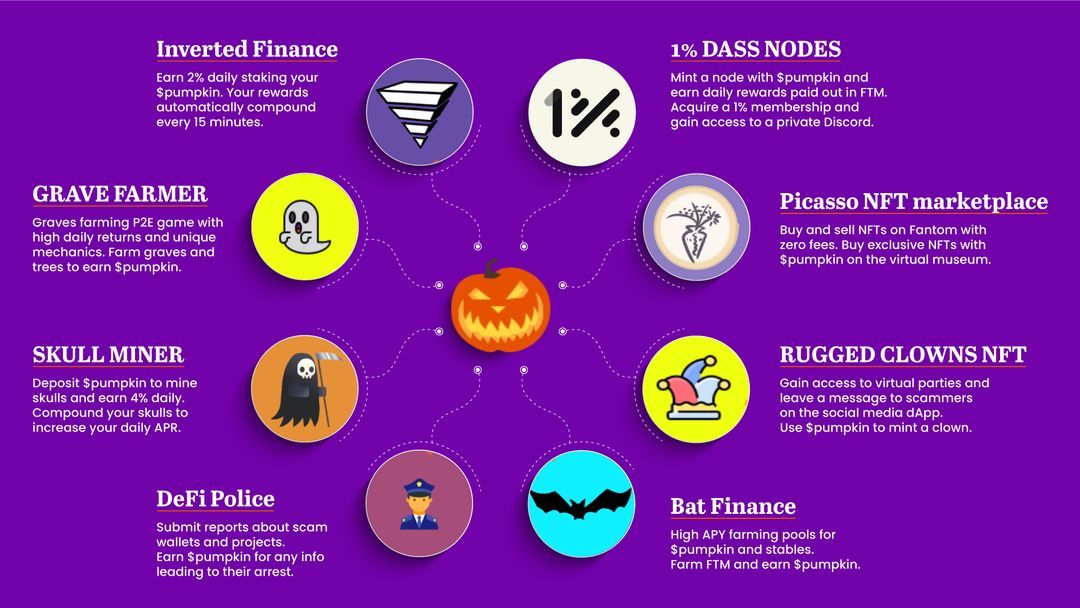 Inverted Finance
Earn 2% daily staking your
$pumpkin. Your rewards
automatically compound
every 15 minutes.
1%
1% DASS NODES
Mint a node with $pumpkin and
earn daily rewards paid out in FTM.
Acquire a 1% membership and
gain access to a private Discord.
GRAVE FARMER
Graves farming P2E game with
high daily returns and unique
mechanics. Farm graves and
trees to earn $pumpkin.
Picasso NFT marketplace
Buy and sell NFTs on Fantom with
zero fees. Buy exclusive NFTs with
$pumpkin on the virtual museum.
SKULL MINER
Deposit $pumpkin to mine
skulls and earn 4% daily.
Compound your skulls to
increase your daily APR.
RUGGED CLOWNS NFT
Gain access to virtual parties and
leave a message to scammers
on the social media dApp.
Use $pumpkin to mint a clown.
DeFi Police
Submit reports about scam
wallets and projects.
Earn $pumpkin for any info
leading to their arrest.
Bat Finance
High APY farming pools for
$pumpkin and stables.
Farm FTM and earn $pumpkin.